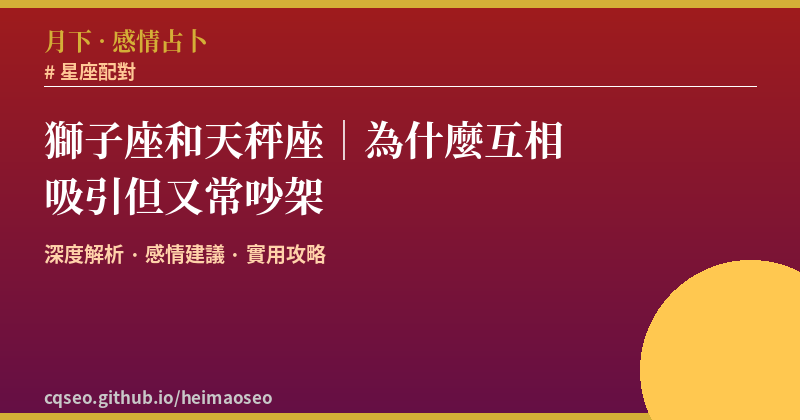 月下 · 感情占卜
# 星座配對
獅子座和天秤座｜為什麼互相
吸引但又常吵架
深度解析 · 感情建議 · 實用攻略
cqseo.github.io/heimaoseo